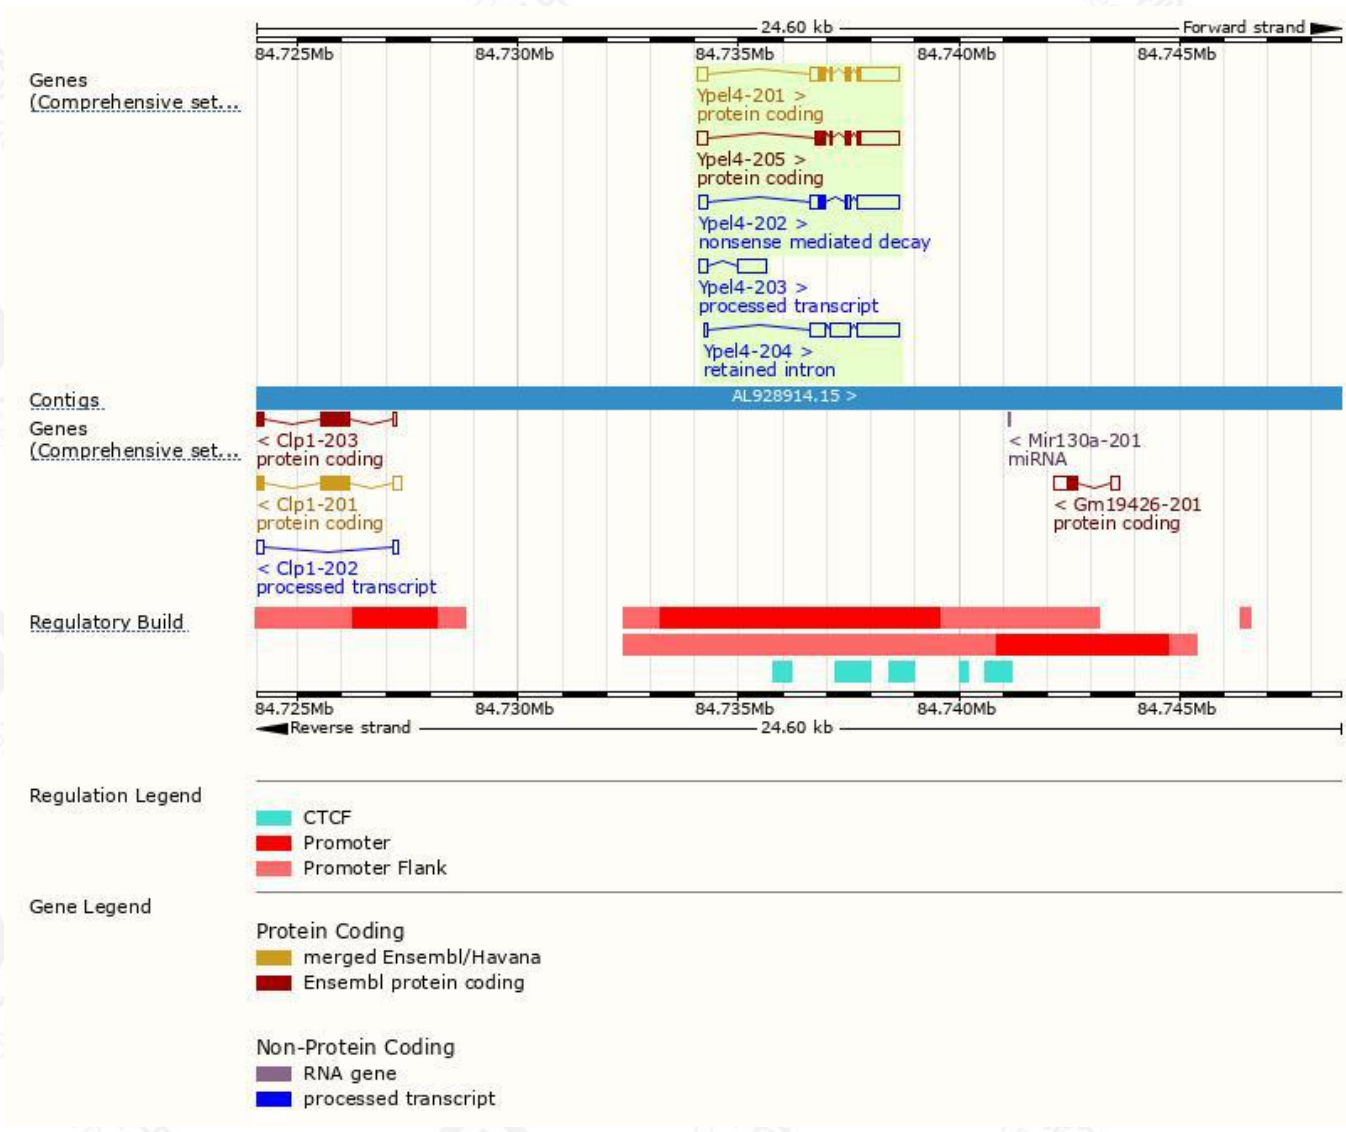 24.60 kb Forward strand
84.725Mb 84.730Mb 84.735Mb 84.740Mb 84.745Mb
Genes
(Comprehensive set...
Ypel4-201 >
protein coding
Ypel4-205 >
protein coding
Ypel4-202 >
nonsense mediated decay
Ypel4-203 >
processed transcript
Ypel4-204 >
retained intron
Contigs AL928914.15 >
Genes
(Comprehensive set...
< Clp1-203
protein coding
< Mir130a-201
miRNA
< Clp1-201
protein coding
< Gm19426-201
protein coding
< Clp1-202
processed transcript
Regulatory Build
84.725Mb 84.730Mb 84.735Mb 84.740Mb 84.745Mb
Reverse strand 24.60 kb
Regulation Legend
CTCF
Promoter
Promoter Flank
Gene Legend
Protein Coding
merged Ensembl/Havana
Ensembl protein coding
Non-Protein Coding
RNA gene
processed transcript